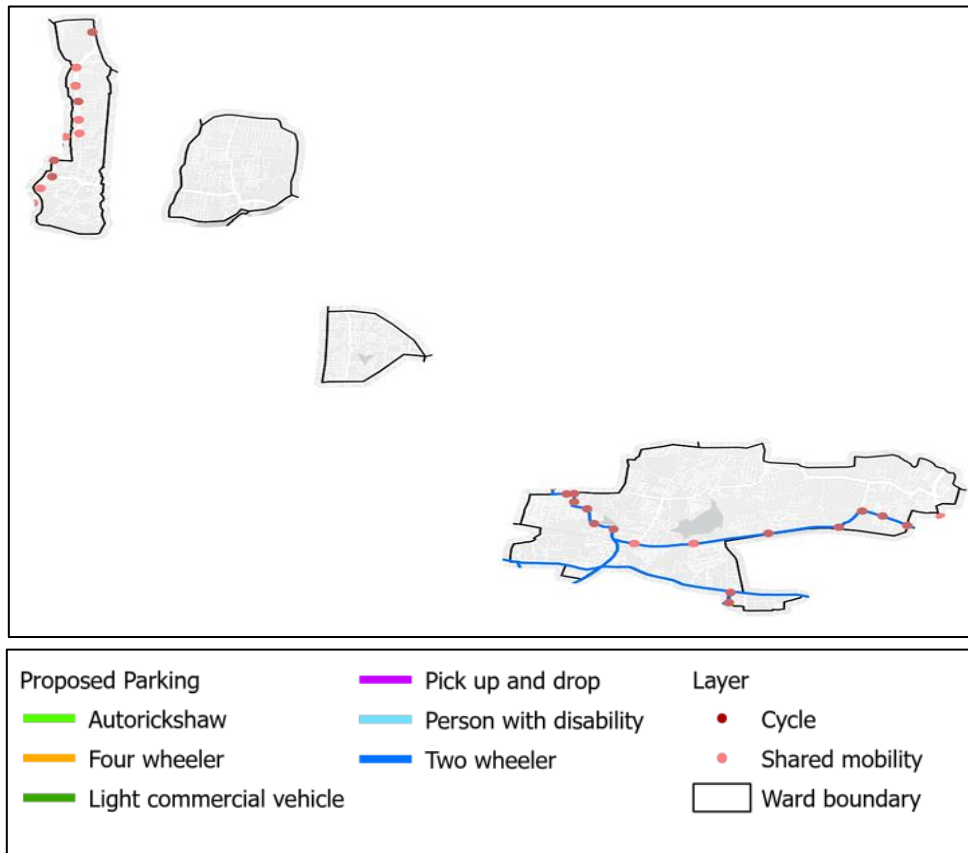 Proposed Parking
Autorickshaw
Four wheeler
Light commercial vehicle
Pick up and drop
Person with disability
Two wheeler
Layer
Cycle
Shared mobility
Ward boundary